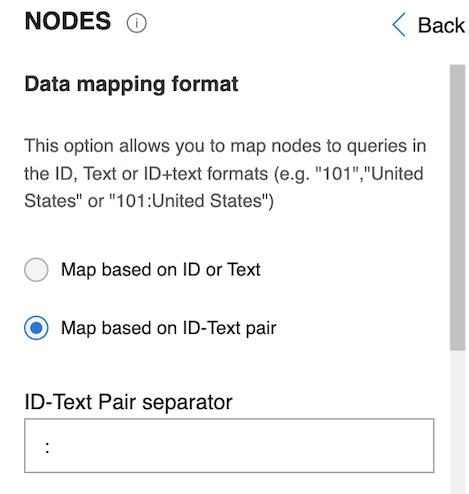 NODES
Back
Data mapping format
This option allows you to map nodes to queries in
the ID, Text or ID+text formats (e.g. "101","United
States" or "101:United States")
Map based on ID or Text
Map based on ID-Text pair
ID-Text Pair separator
: